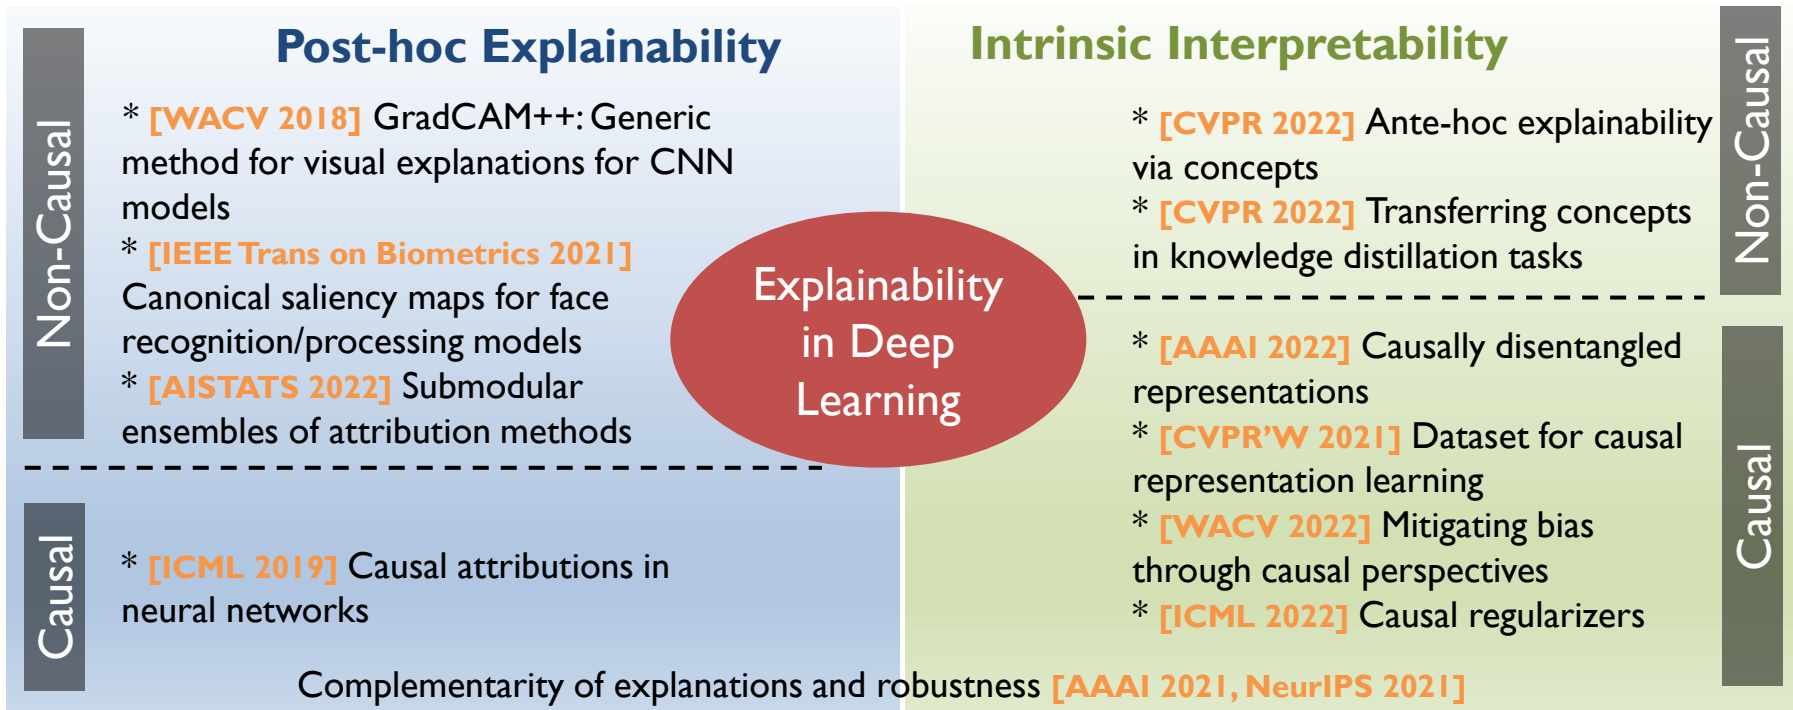 Post-hoc Explainability
Non-Causal
* [WACV 2018] GradCAM++: Generic
method for visual explanations for CNN
models
* [IEEE Trans on Biometrics 2021]
Canonical saliency maps for face
recognition/processing models
* [AISTATS 2022] Submodular
ensembles of attribution methods
Causal
* [ICML 2019] Causal attributions in
neural networks
Explainability
in Deep
Learning
Intrinsic Interpretability
Non-Causal
* [CVPR 2022] Ante-hoc explainability
via concepts
* [CVPR 2022] Transferring concepts
in knowledge distillation tasks
Causal
* [AAAI 2022] Causally disentangled
representations
* [CVPR’W 2021] Dataset for causal
representation learning
* [WACV 2022] Mitigating bias
through causal perspectives
* [ICML 2022] Causal regularizers
Complementarity of explanations and robustness [AAAI 2021, NeurIPS 2021]